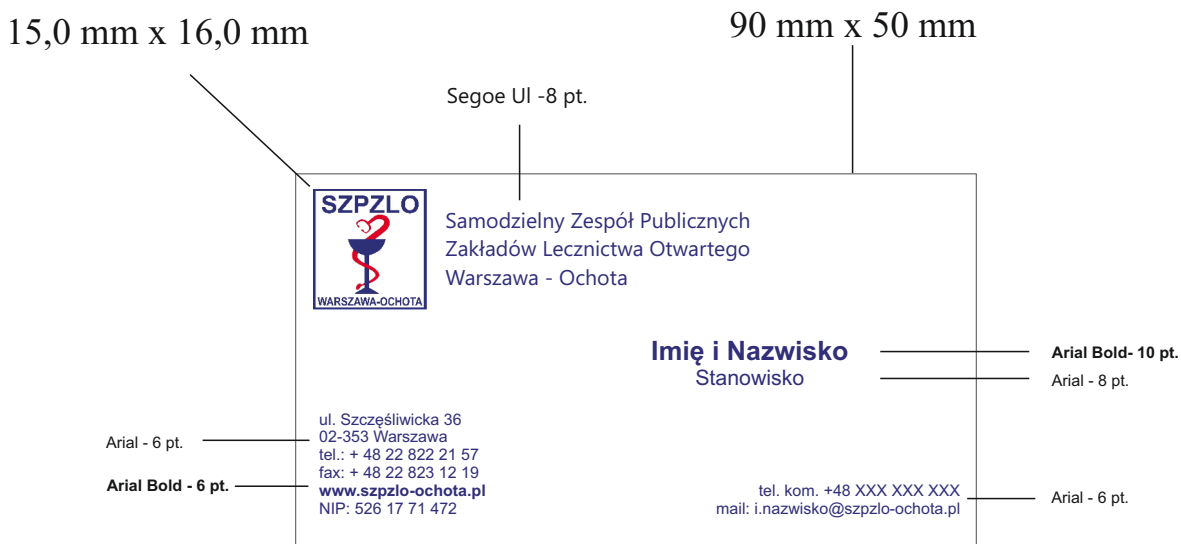 15,0 mm x 16,0 mm
90 mm x 50 mm
Segoe UI -8 pt.
SZPZLO
WARSZAWA-OCHOTA
Samodzielny Zespół Publicznych
Zakładów Lecznictwa Otwartego
Warszawa - Ochota
Imię i Nazwisko
Arial Bold- 10 pt.
Stanowisko
Arial - 8 pt.
ul. Szczęśliwicka 36
Arial - 6 pt.
02-353 Warszawa
tel.: + 48 22 822 21 57
fax: + 48 22 823 12 19
Arial Bold - 6 pt.
www.szpzlo-ochota.pl
NIP: 526 17 71 472
tel. kom. +48 XXX XXX XXX
mail: i.nazwisko@szpzlo-ochota.pl
Arial - 6 pt.